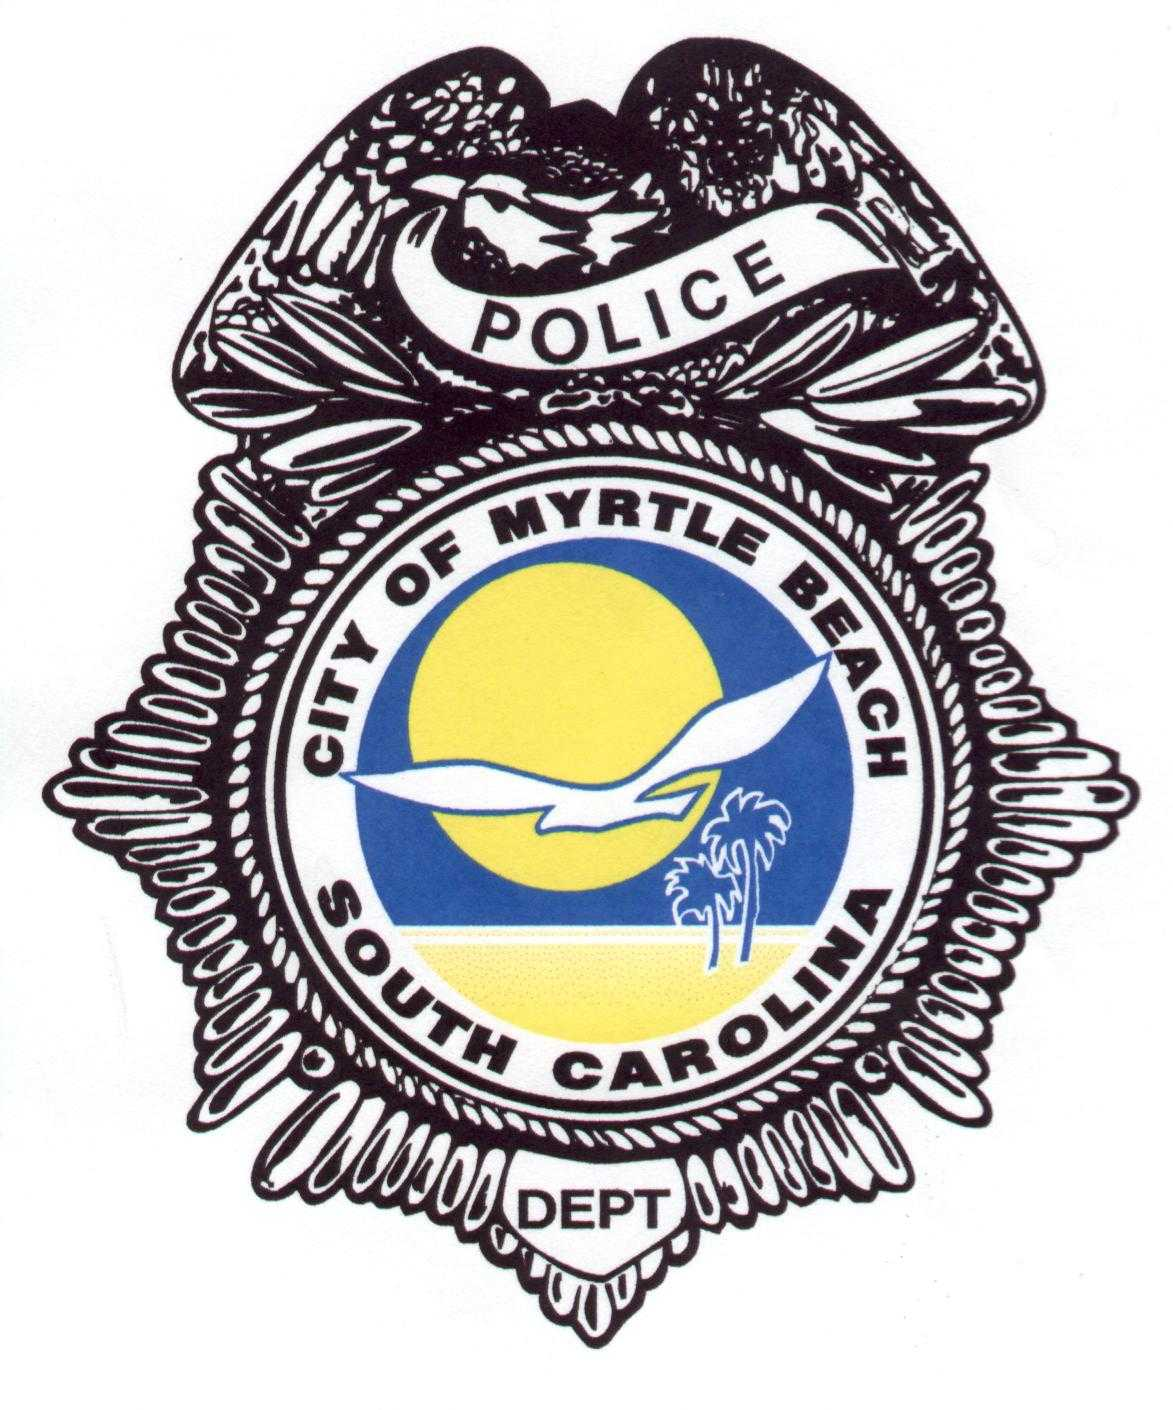 POLICE
CITY OF MYRTLE BEACH
SOUTH CAROLINA
DEPT